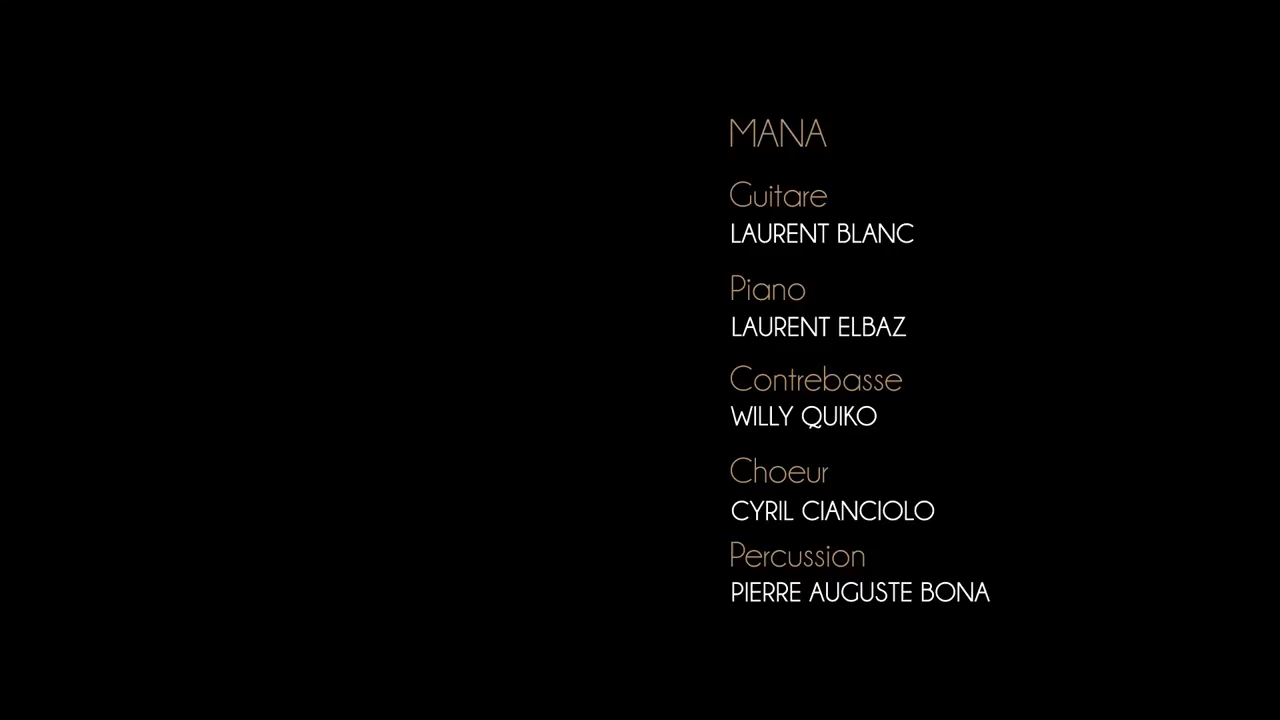 MANA
Guitare
LAURENT BLANC
Piano
LAURENT ELBAZ
Contrebasse
WILLY QUIKO
Choeur
CYRIL CIANCIOLO
Percussion
PIERRE AUGUSTE BONA